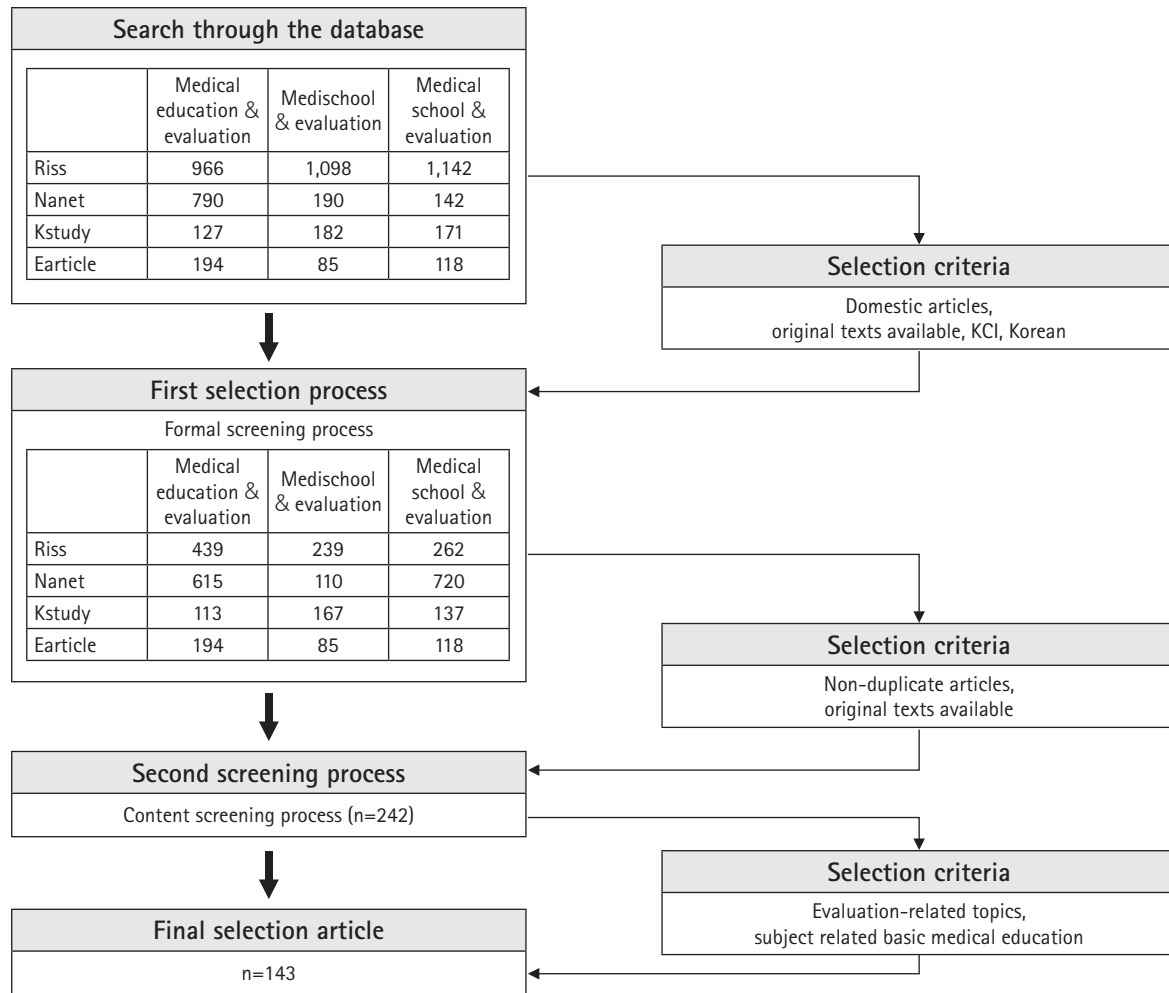 Search through the database
Medical
education &
evaluation
Medischool
& evaluation
Medical
school &
evaluation
Riss 966 1,098 1,142
Nanet 790 190 142
Kstudy 127 182 171
Earticle 194 85 118
Selection criteria
Domestic articles,
original texts available, KCI, Korean
First selection process
Formal screening process
Medical
education &
evaluation
Medischool
& evaluation
Medical
school &
evaluation
Riss 439 239 262
Nanet 615 110 720
Kstudy 113 167 137
Earticle 194 85 118
Selection criteria
Non-duplicate articles,
original texts available
Second screening process
Content screening process (n=242)
Selection criteria
Evaluation-related topics,
subject related basic medical education
Final selection article
n=143